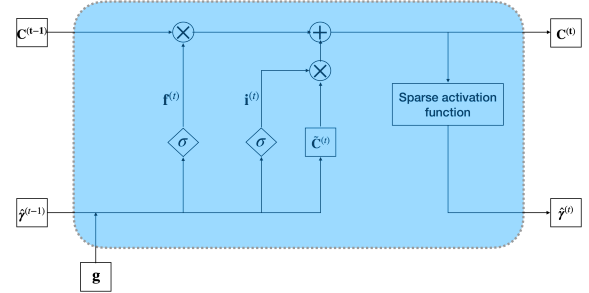 C(t−1)
C(t)
f(t)
i(t)
Sparse activation
function
σ
σ
C̃(t)
γ̂(t−1)
γ̂(t)
g